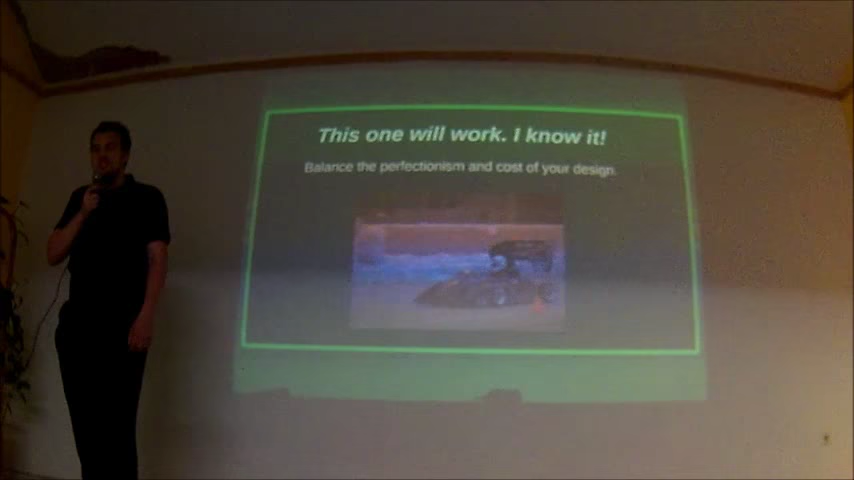 This one will work. I know it!
Balance the perfectionism and cost of your design.